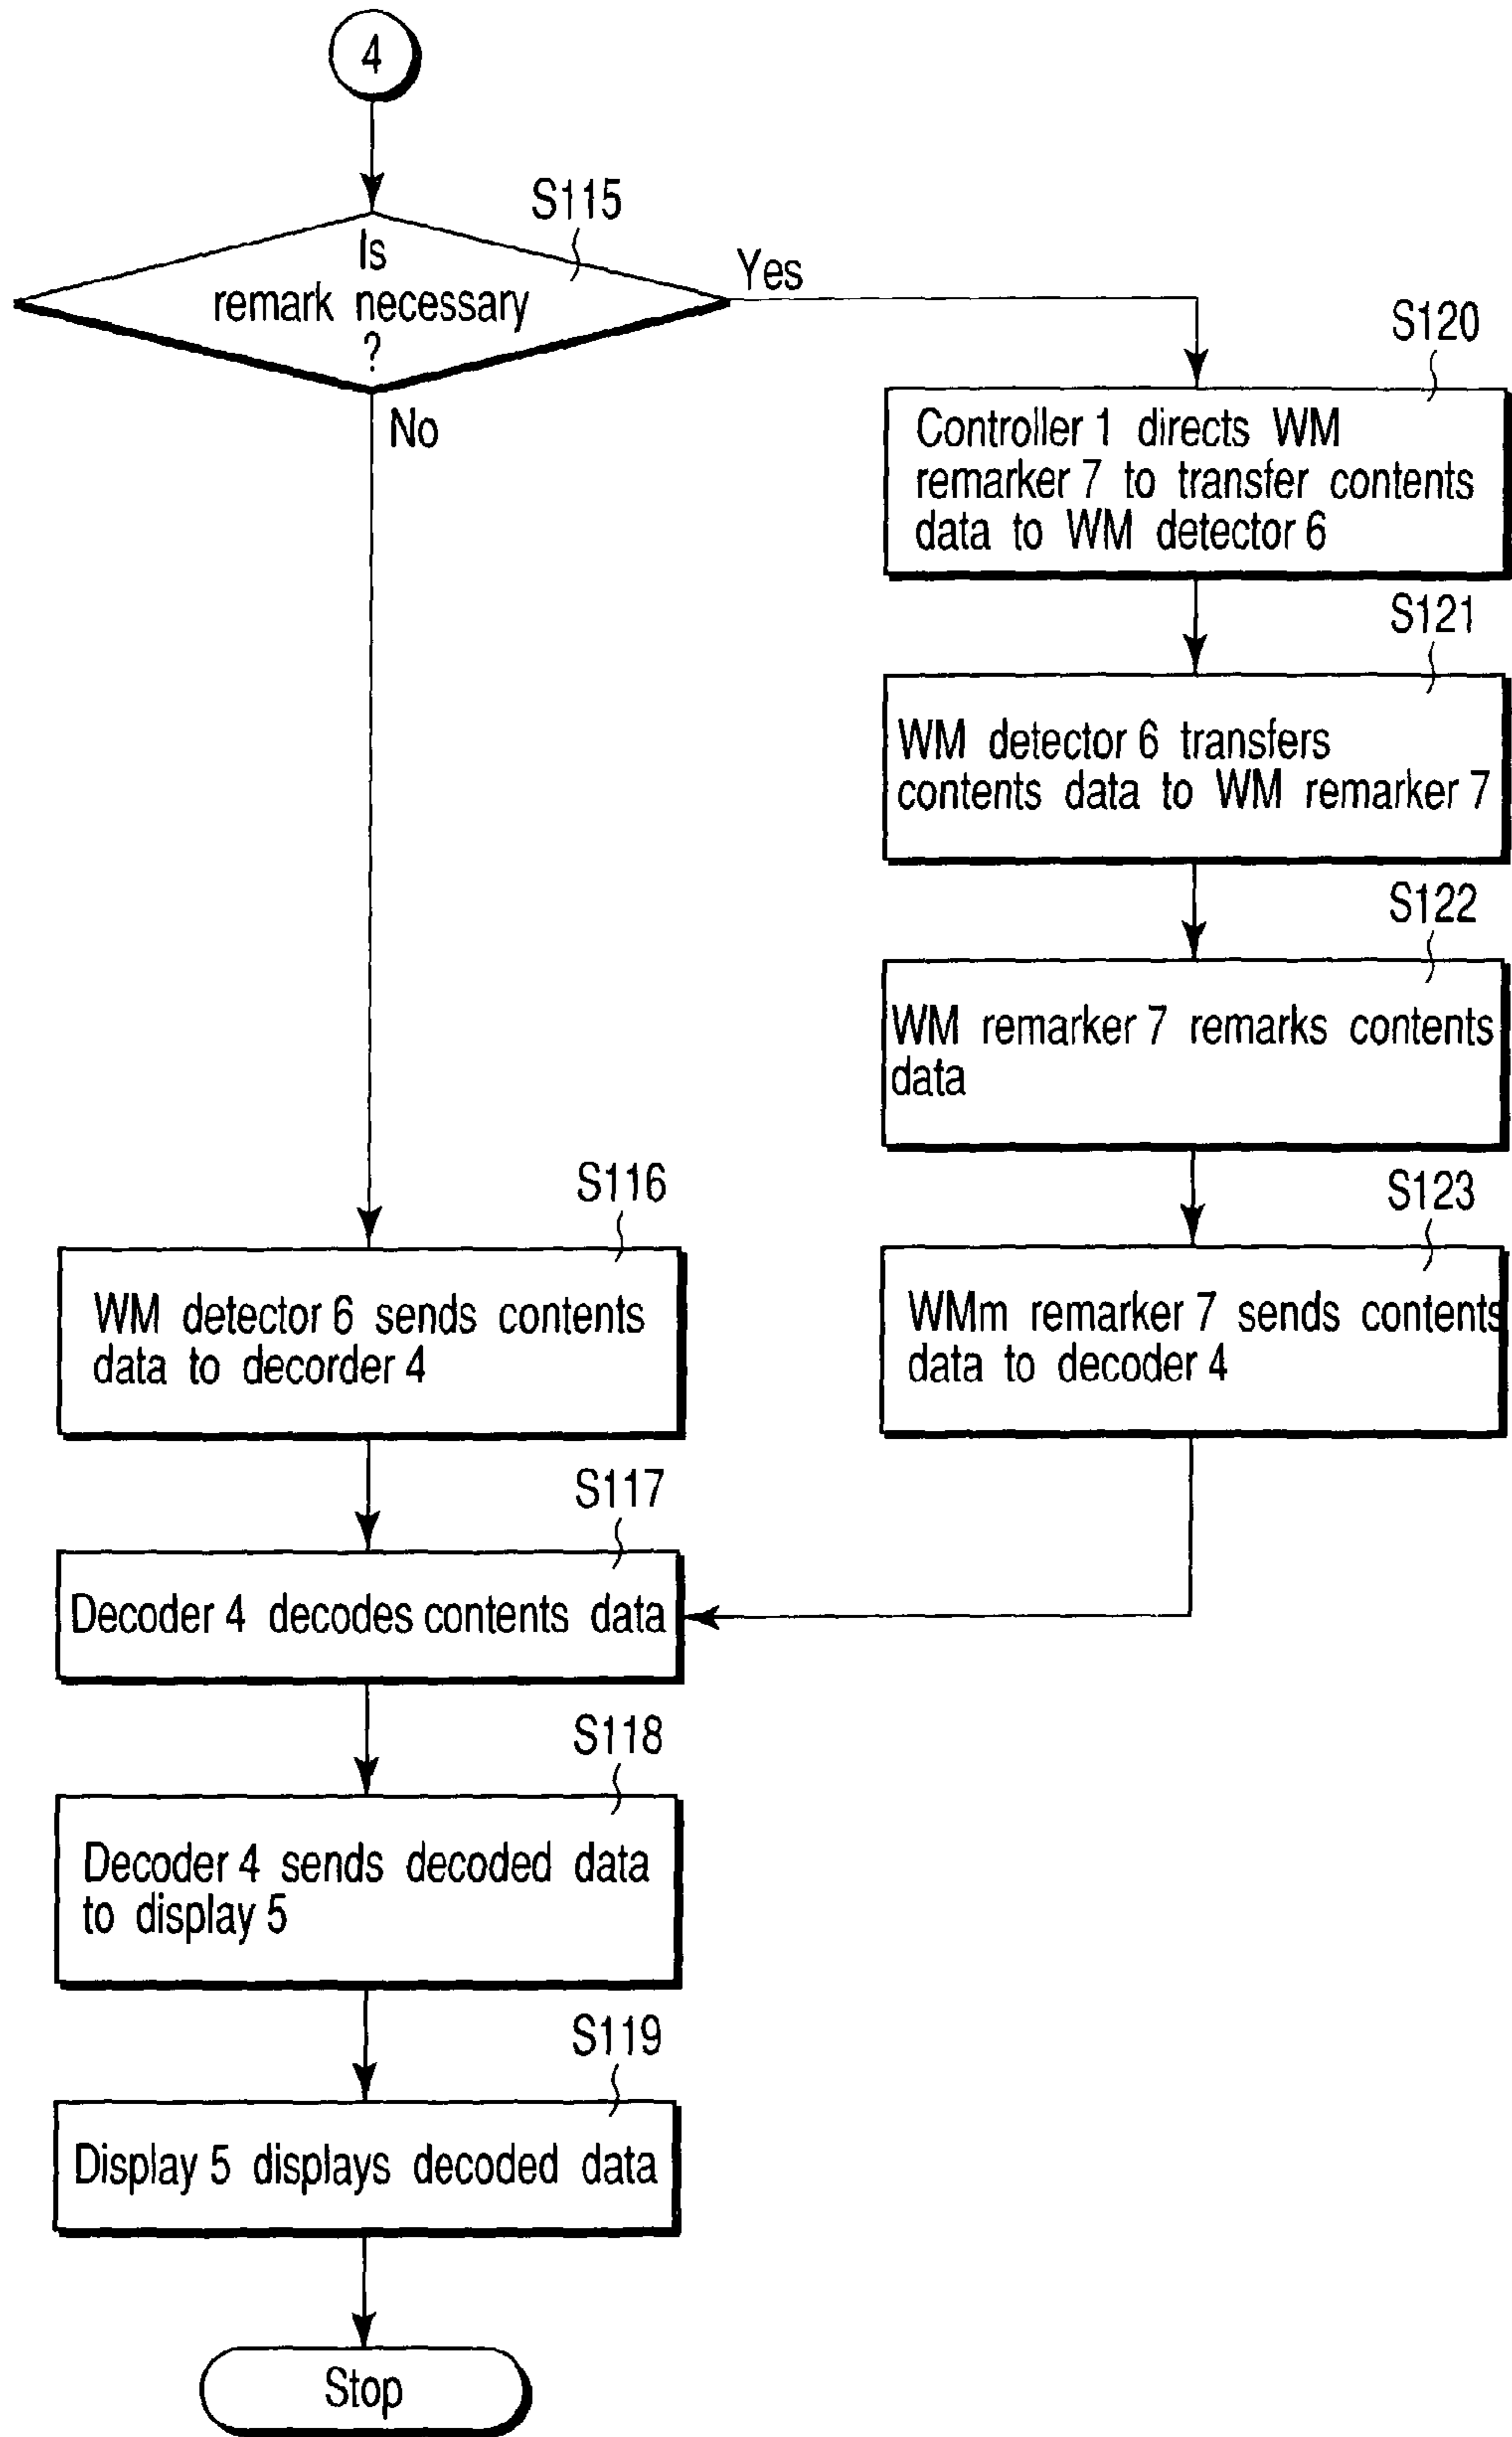 4
S115
Is
remark necessary
?
Yes
No
S120
Controller 1 directs WM
remarker 7 to transfer contents
data to WM detector 6
S121
WM detector 6 transfers
contents data to WM remarker 7
S122
WM remarker 7 remarks contents
data
S123
WMm remarker 7 sends contents
data to decoder 4
S116
WM detector 6 sends contents
data to decorder 4
S117
Decoder 4 decodes contents data
S118
Decoder 4 sends decoded data
to display 5
S119
Display 5 displays decoded data
Stop